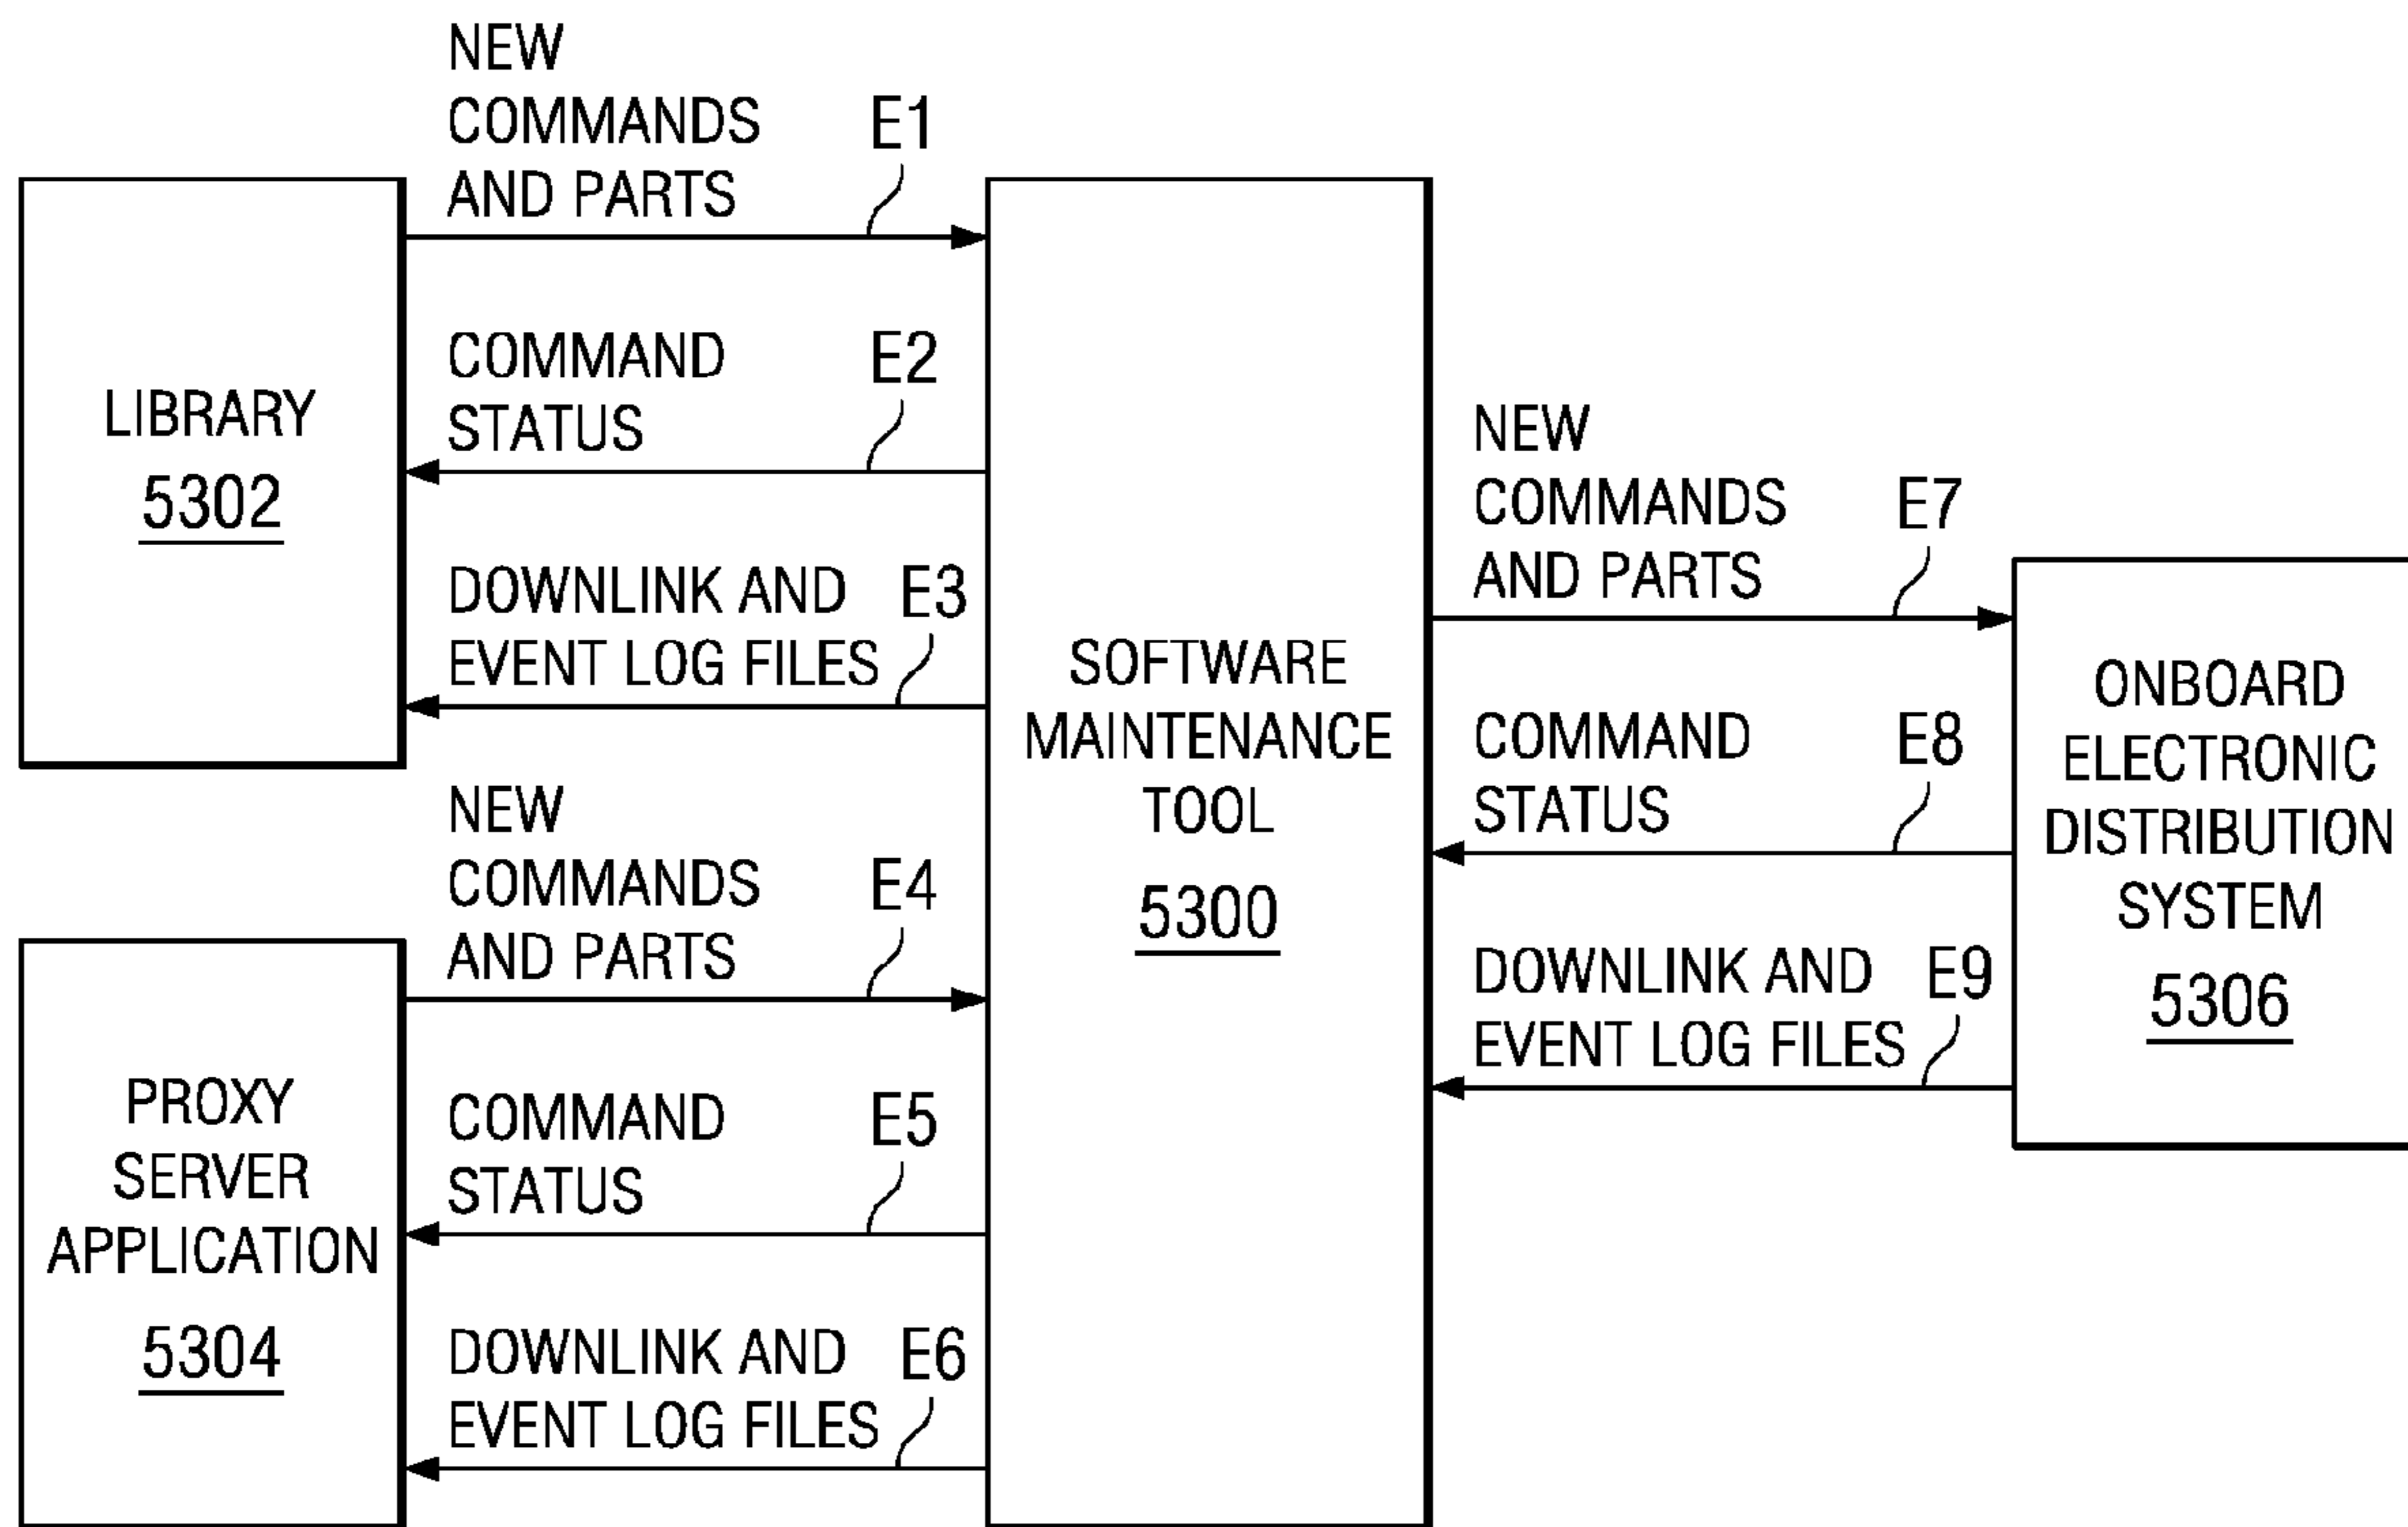 NEW
COMMANDS
AND PARTS
E1
COMMAND
STATUS
E2
DOWNLINK AND
EVENT LOG FILES
E3
LIBRARY
5302
NEW
COMMANDS
AND PARTS
E4
COMMAND
STATUS
E5
DOWNLINK AND
EVENT LOG FILES
E6
PROXY
SERVER
APPLICATION
5304
SOFTWARE
MAINTENANCE
TOOL
5300
NEW
COMMANDS
AND PARTS
E7
COMMAND
STATUS
E8
DOWNLINK AND
EVENT LOG FILES
E9
ONBOARD
ELECTRONIC
DISTRIBUTION
SYSTEM
5306